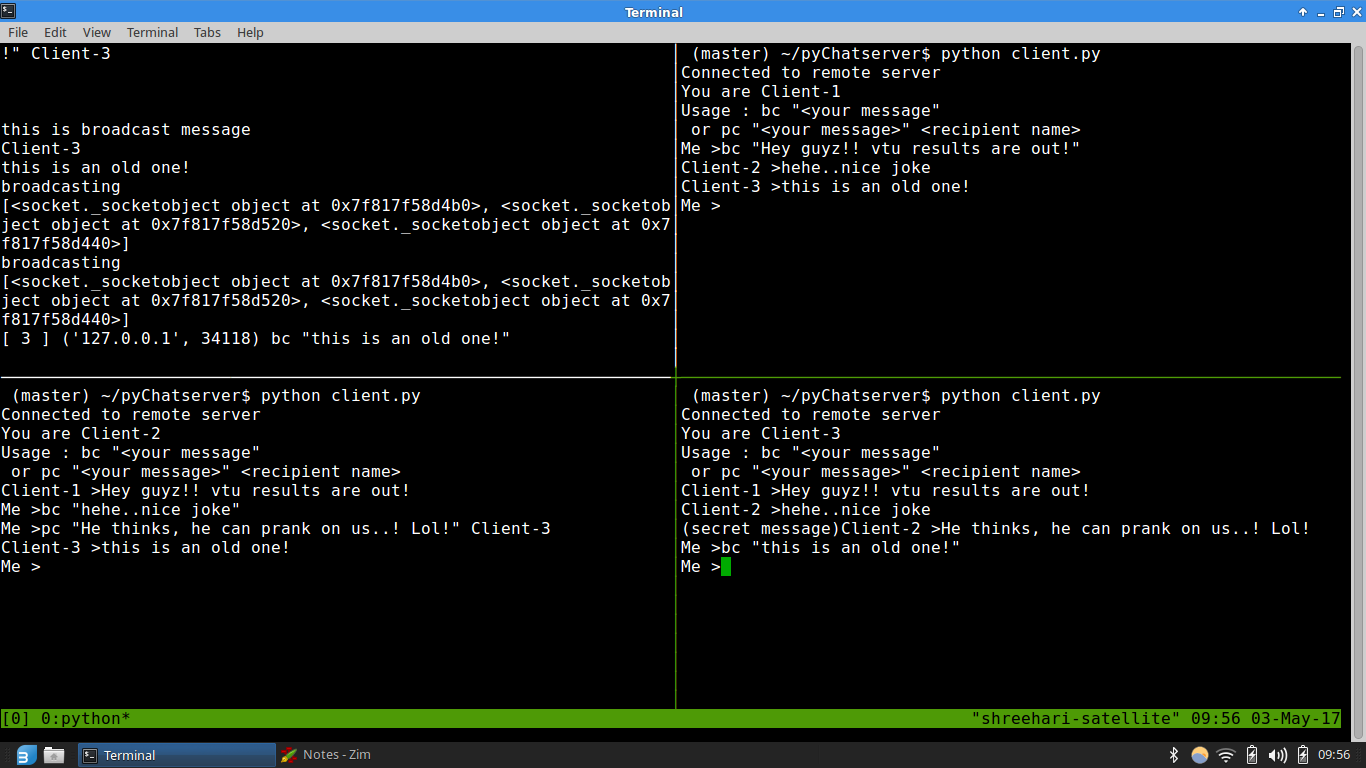 Terminal
File Edit View Terminal Tabs Help
!" Client-3
this is broadcast message
Client-3
this is an old one!
broadcasting
[<socket._socketobject object at 0x7f817f58d4b0>, <socket._socketob
ject object at 0x7f817f58d520>, <socket._socketobject object at 0x7
f817f58d440>]
broadcasting
[<socket._socketobject object at 0x7f817f58d4b0>, <socket._socketob
ject object at 0x7f817f58d520>, <socket._socketobject object at 0x7
f817f58d440>]
[ 3 ] ('127.0.0.1', 34118) bc "this is an old one!"
(master) ~/pyChatserver$ python client.py
Connected to remote server
You are Client-1
Usage : bc "<your message"
or pc "<your message>" <recipient name>
Me >bc "Hey guyz!! vtu results are out!"
Client-2 >hehe..nice joke
Client-3 >this is an old one!
Me >
(master) ~/pyChatserver$ python client.py
Connected to remote server
You are Client-2
Usage : bc "<your message"
or pc "<your message>" <recipient name>
Client-1 >Hey guyz!! vtu results are out!
Me >bc "hehe..nice joke"
Me >pc "He thinks, he can prank on us..! Lol!" Client-3
Client-3 >this is an old one!
Me >
(master) ~/pyChatserver$ python client.py
Connected to remote server
You are Client-3
Usage : bc "<your message"
or pc "<your message>" <recipient name>
Client-1 >Hey guyz!! vtu results are out!
Client-2 >hehe..nice joke
(secret message)Client-2 >He thinks, he can prank on us..! Lol!
Me >bc "this is an old one!"
Me >
[0] 0:python* "shreehari-satellite" 09:56 03-May-17
Terminal Notes - Zim 09:56